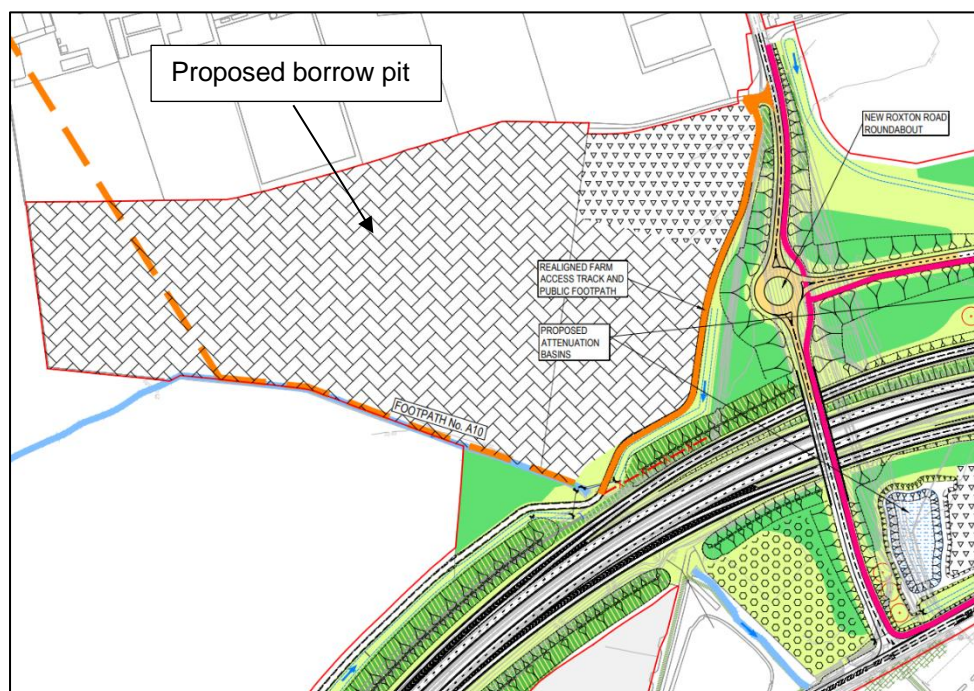 Proposed borrow pit
NEW ROXTON ROAD
ROUNDABOUT
REALIGNED FARM
ACCESS TRACK AND
PUBLIC FOOTPATH
PROPOSED
ATTENUATION
BASINS
FOOTPATH No. A10